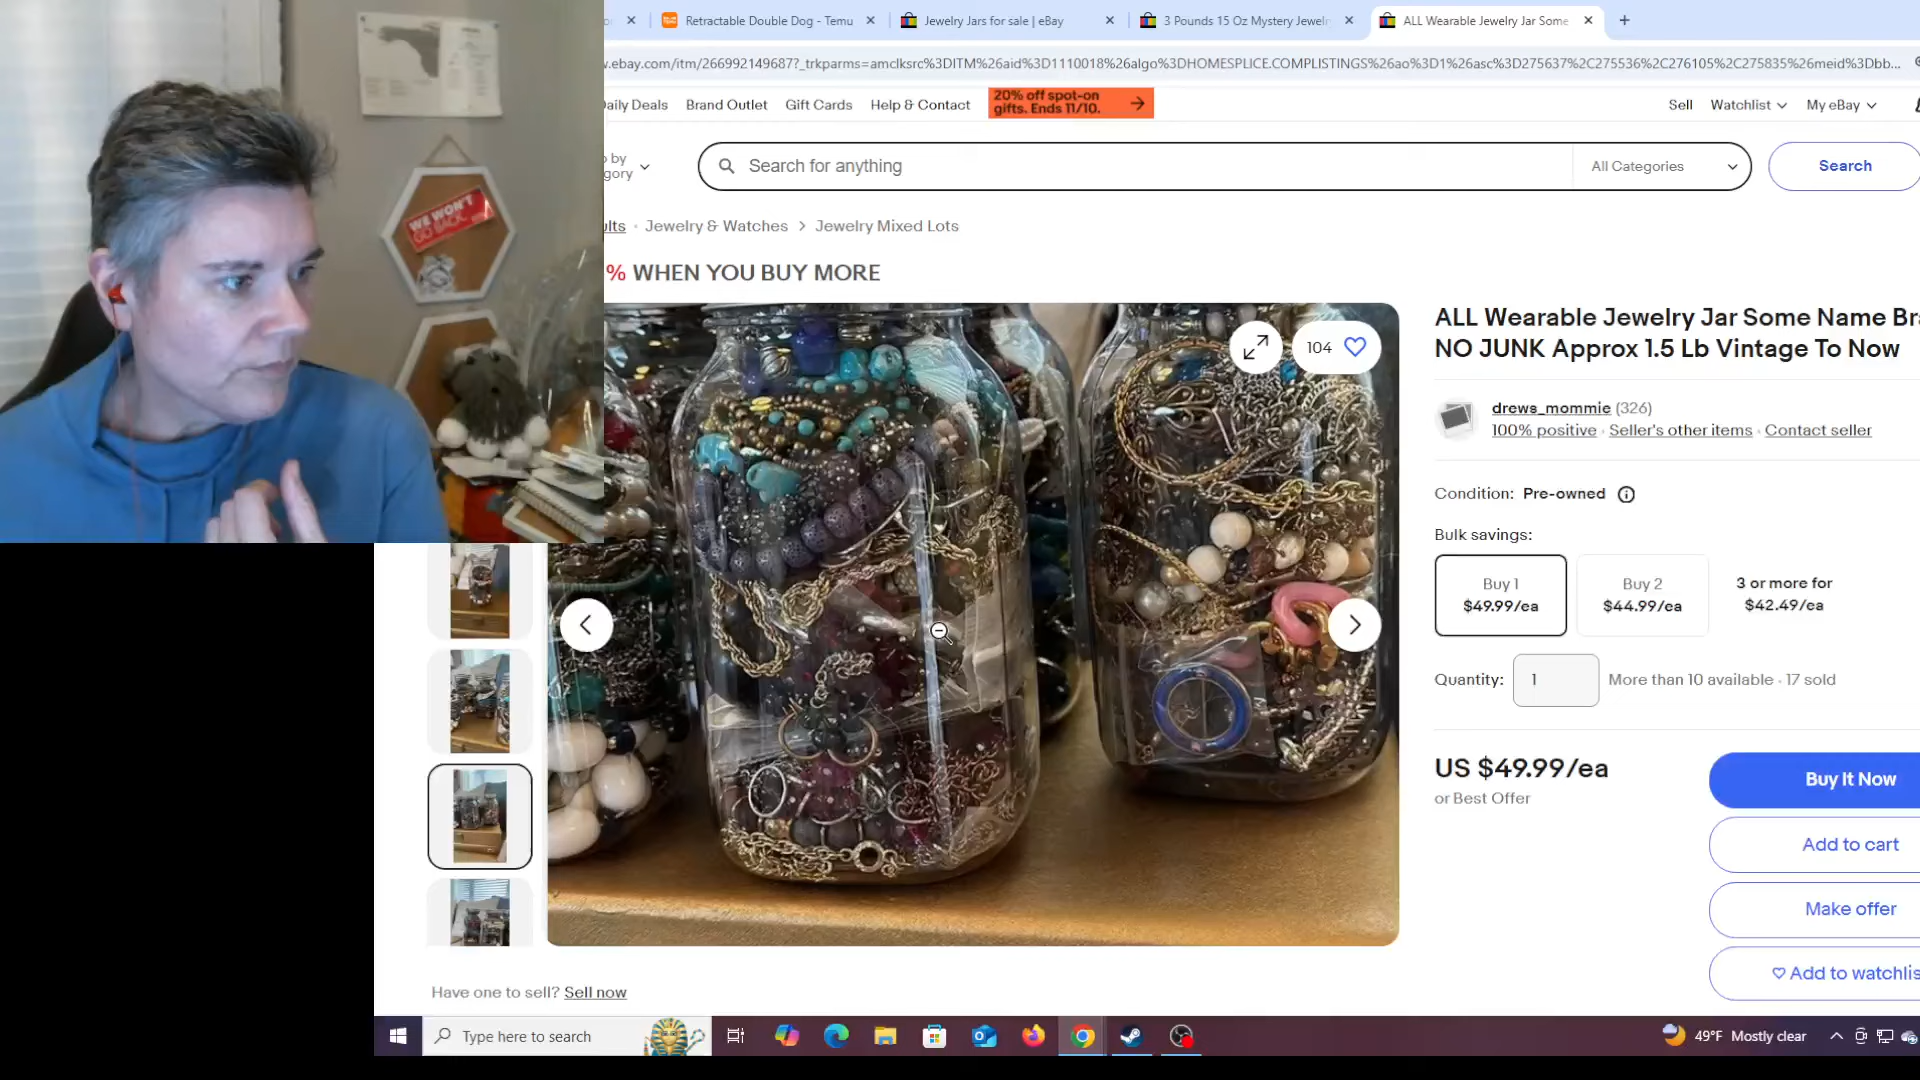 Retractable Double Dog - Temu
Jewelry Jars for sale | eBay
3 Pounds 15 Oz Mystery Jewelr
ALL Wearable Jewelry Jar Some
.ebay.com/itm/266992149687?_trkparms=amclksrc%3DITM%26aid%3D1110018%26algo%3DHOMESPLICE.COMPLISTINGS%26ao%3D1%26asc%3D275637%2C275536%2C276105%2C275835%26meid%3Dbb...
Daily Deals Brand Outlet Gift Cards Help & Contact
20% off spot-on
gifts. Ends 11/10.
Sell Watchlist My eBay
by
gory
Search for anything
All Categories
Search
ults · Jewelry & Watches > Jewelry Mixed Lots
% WHEN YOU BUY MORE
WE WON'T
GO BACK
104
ALL Wearable Jewelry Jar Some Name Br
NO JUNK Approx 1.5 Lb Vintage To Now
drews_mommie (326)
100% positive · Seller's other items · Contact seller
Condition: Pre-owned
Bulk savings:
Buy 1
$49.99/ea
Buy 2
$44.99/ea
3 or more for
$42.49/ea
Quantity: 1 More than 10 available · 17 sold
US $49.99/ea
or Best Offer
Buy It Now
Add to cart
Make offer
Add to watchlis
Have one to sell? Sell now
Type here to search
49°F Mostly clear